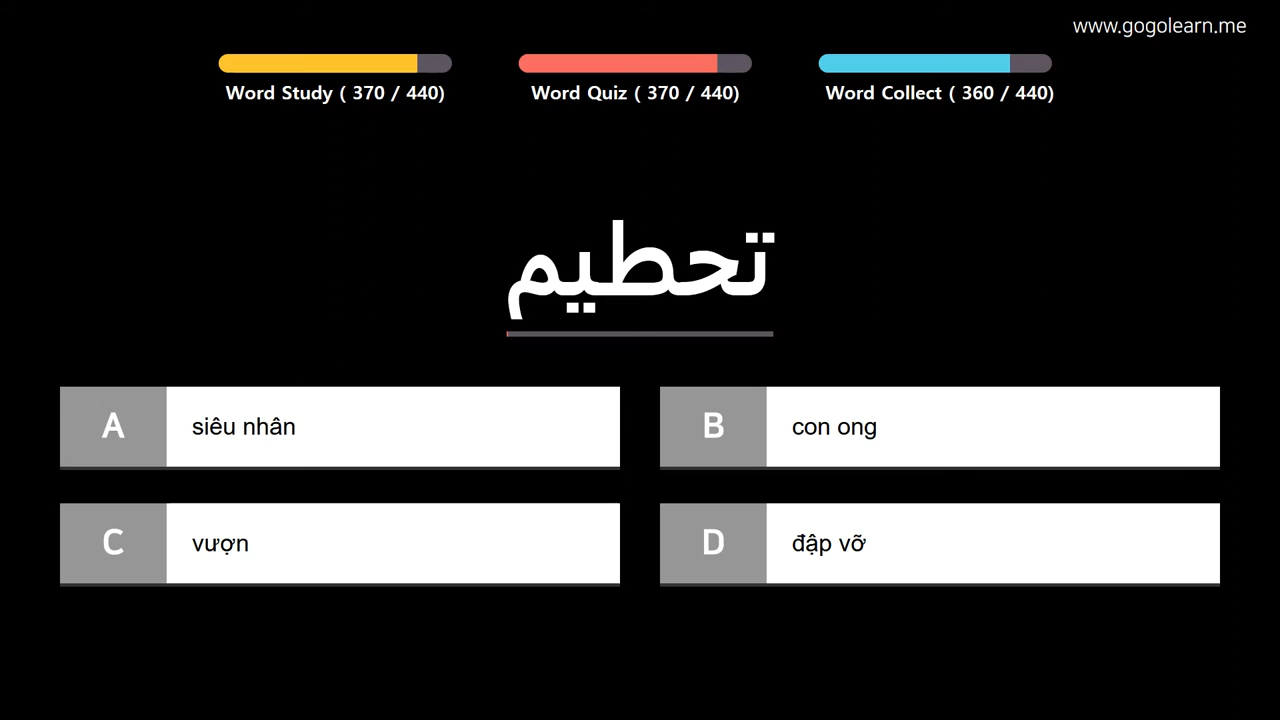 www.gogolearn.me
Word Study ( 370 / 440)
Word Quiz ( 370 / 440)
Word Collect ( 360 / 440)
تحطيم
A siêu nhân
B con ong
C vượn
D đập vỡ